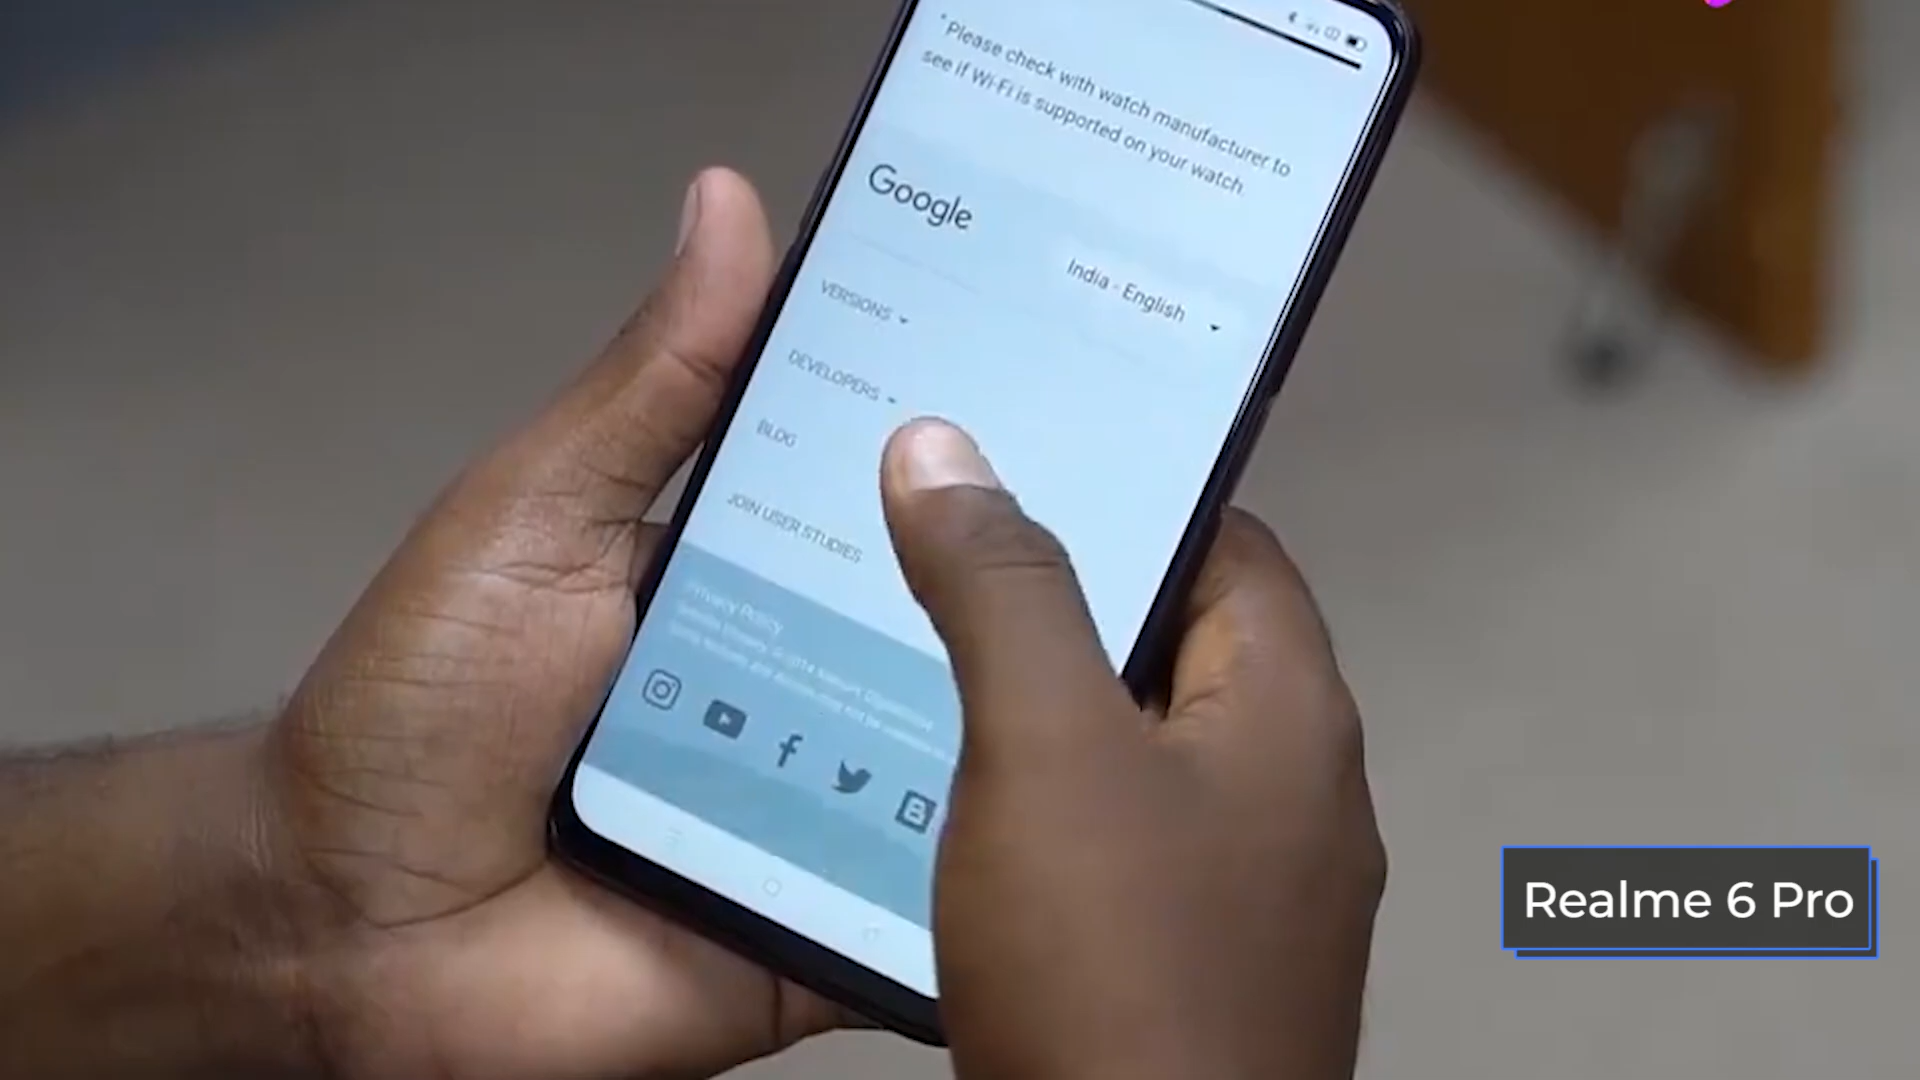 * Please check with watch manufacturer to
see if Wi-Fi is supported on your watch
Google
India - English
VERSIONS
DEVELOPERS
BLOG
JOIN USER STUDIES
Privacy Policy
Realme 6 Pro